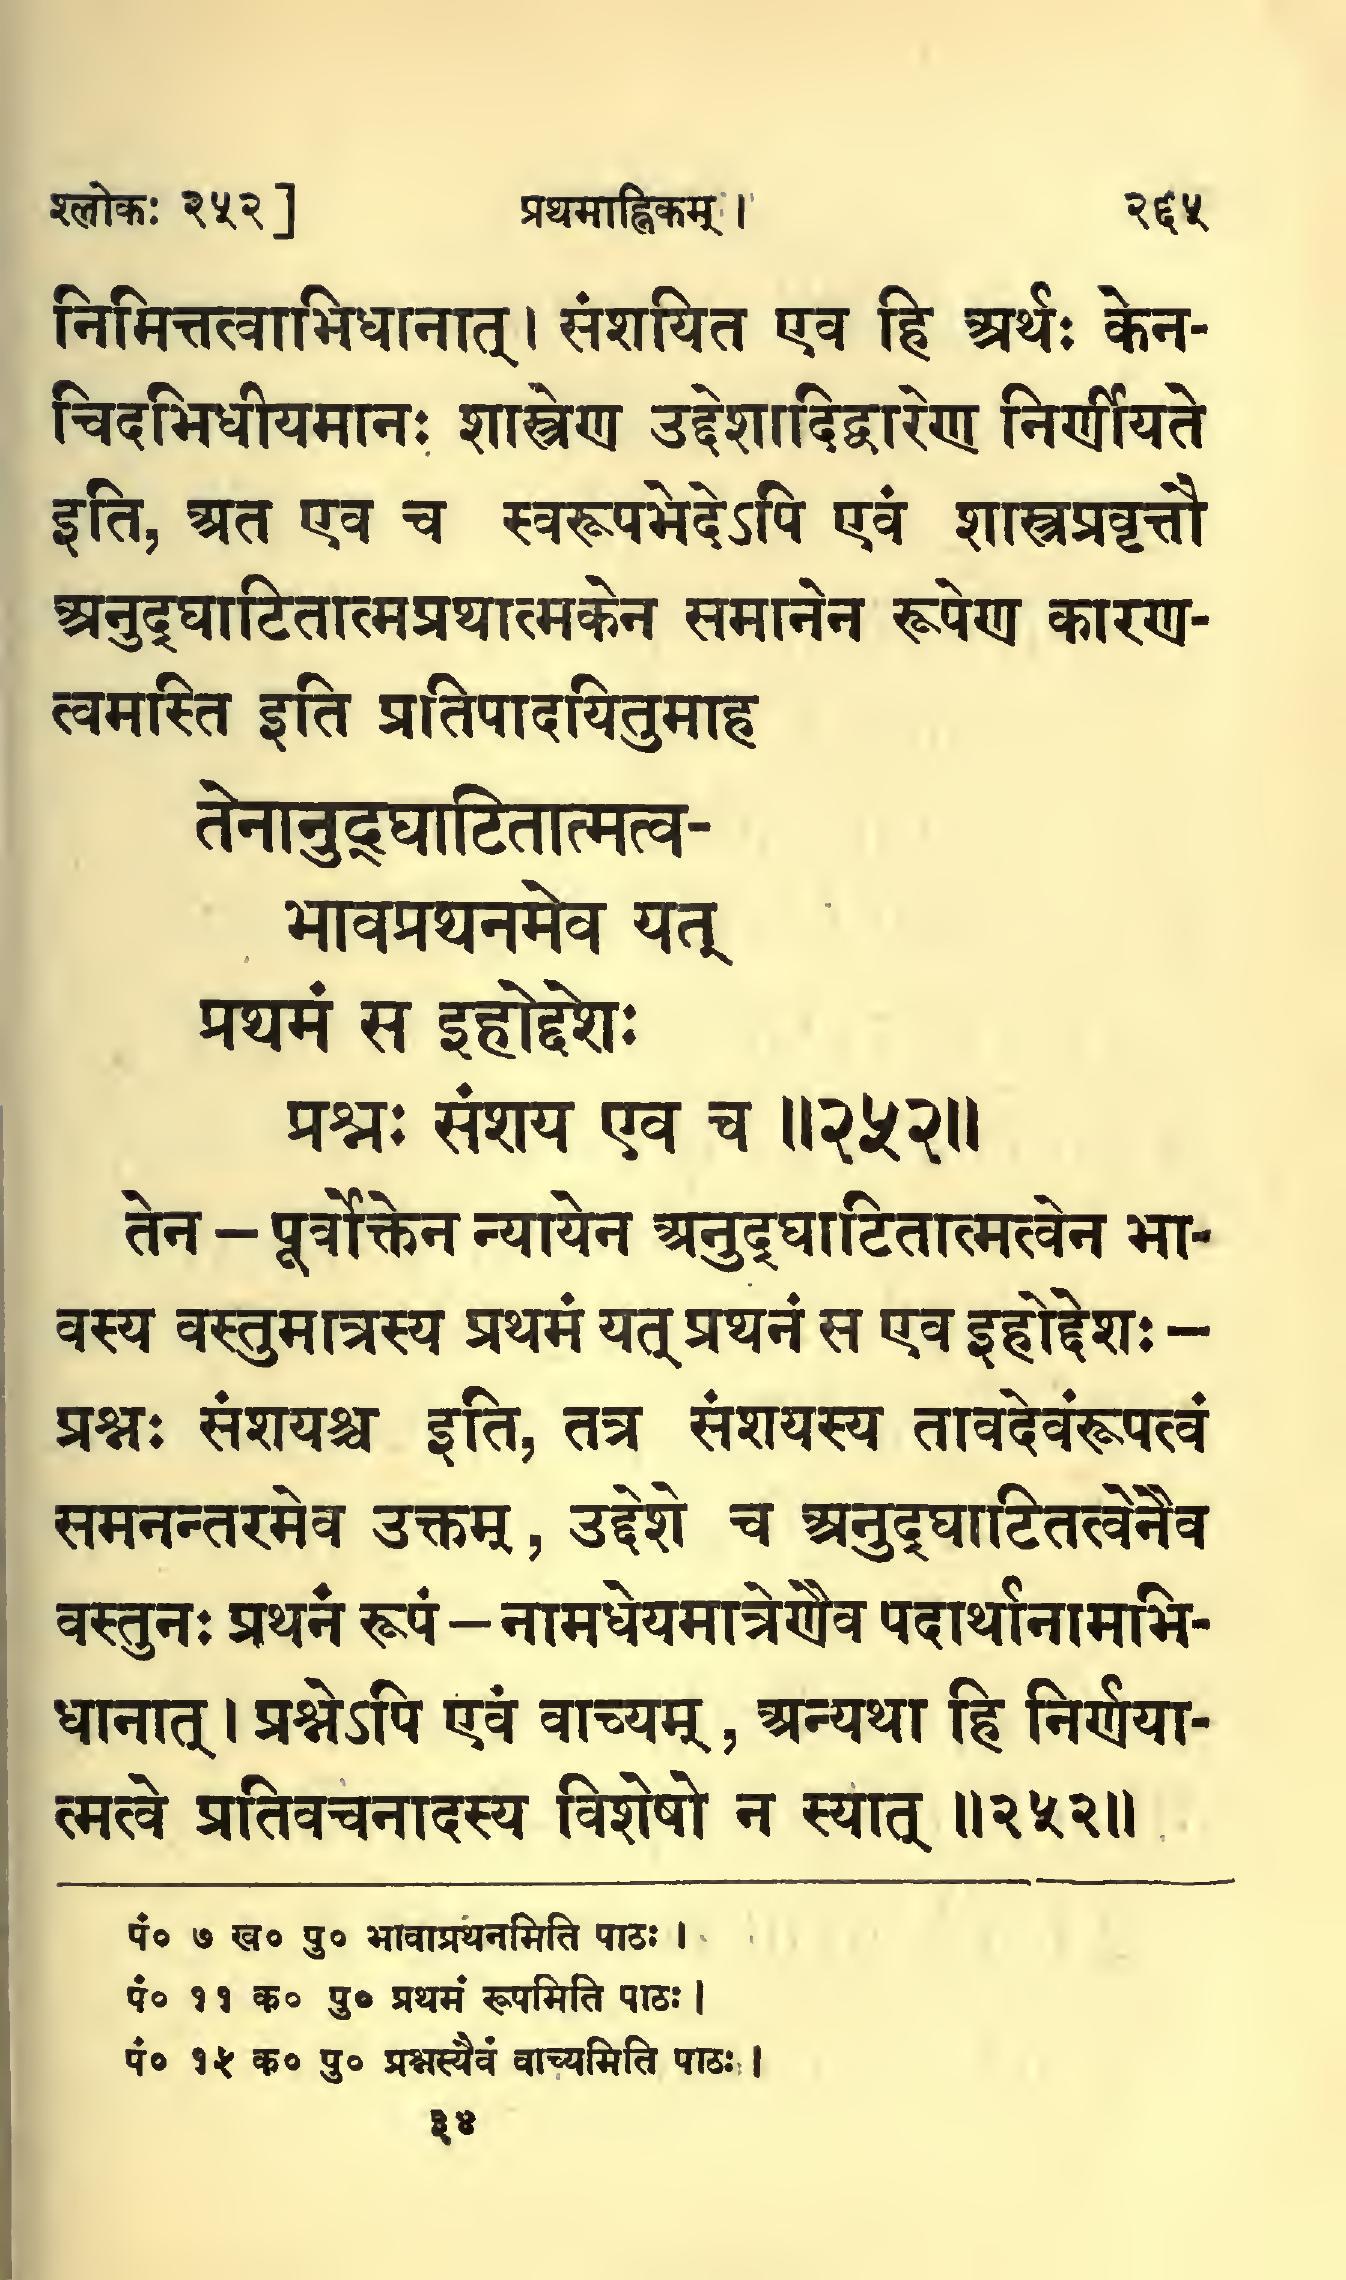 श्लोकः २५२]
प्रथमाह्निकम् ।
२६५
निमित्तत्वाभिधानात् । संशयित एव हि अर्थः केन-
चिदभिधीयमानः शास्त्रेण उद्देशादिद्वारेण निर्णीयते
इति, अत एव च स्वरूपभेदेऽपि एवं शास्त्रप्रवृत्तौ
अनुद्घाटितात्मप्रथात्मकेन समानेन रूपेण कारण-
त्वमस्ति इति प्रतिपादयितुमाह
तेनानुद्घाटितात्मत्व-
भावप्रथनमेव यत्
प्रथमं स इहोद्देशः
प्रश्नः संशय एव च ॥२५२॥
तेन – पूर्वोक्तेन न्यायेन अनुद्घाटितात्मत्वेन भा-
वस्य वस्तुमात्रस्य प्रथमं यत् प्रथनं स एव इहोद्देशः –
प्रश्नः संशयश्च इति, तत्र संशयस्य तावदेवंरूपत्वं
समनन्तरमेव उक्तम्, उद्देशे च अनुद्घाटितत्वेनैव
वस्तुनः प्रथनं रूपं – नामधेयमात्रेणैव पदार्थानामभि-
धानात् । प्रश्नेऽपि एवं वाच्यम्, अन्यथा हि निर्णया-
त्मत्वे प्रतिवचनादस्य विशेषो न स्यात् ॥२५२॥
पं० ७ ख० पु० भावाप्रथनमिति पाठः ।
पं० ११ क० पु० प्रथमं रूपमिति पाठः ।
पं० १५ क० पु० प्रश्नस्यैवं वाच्यमिति पाठः ।
३४